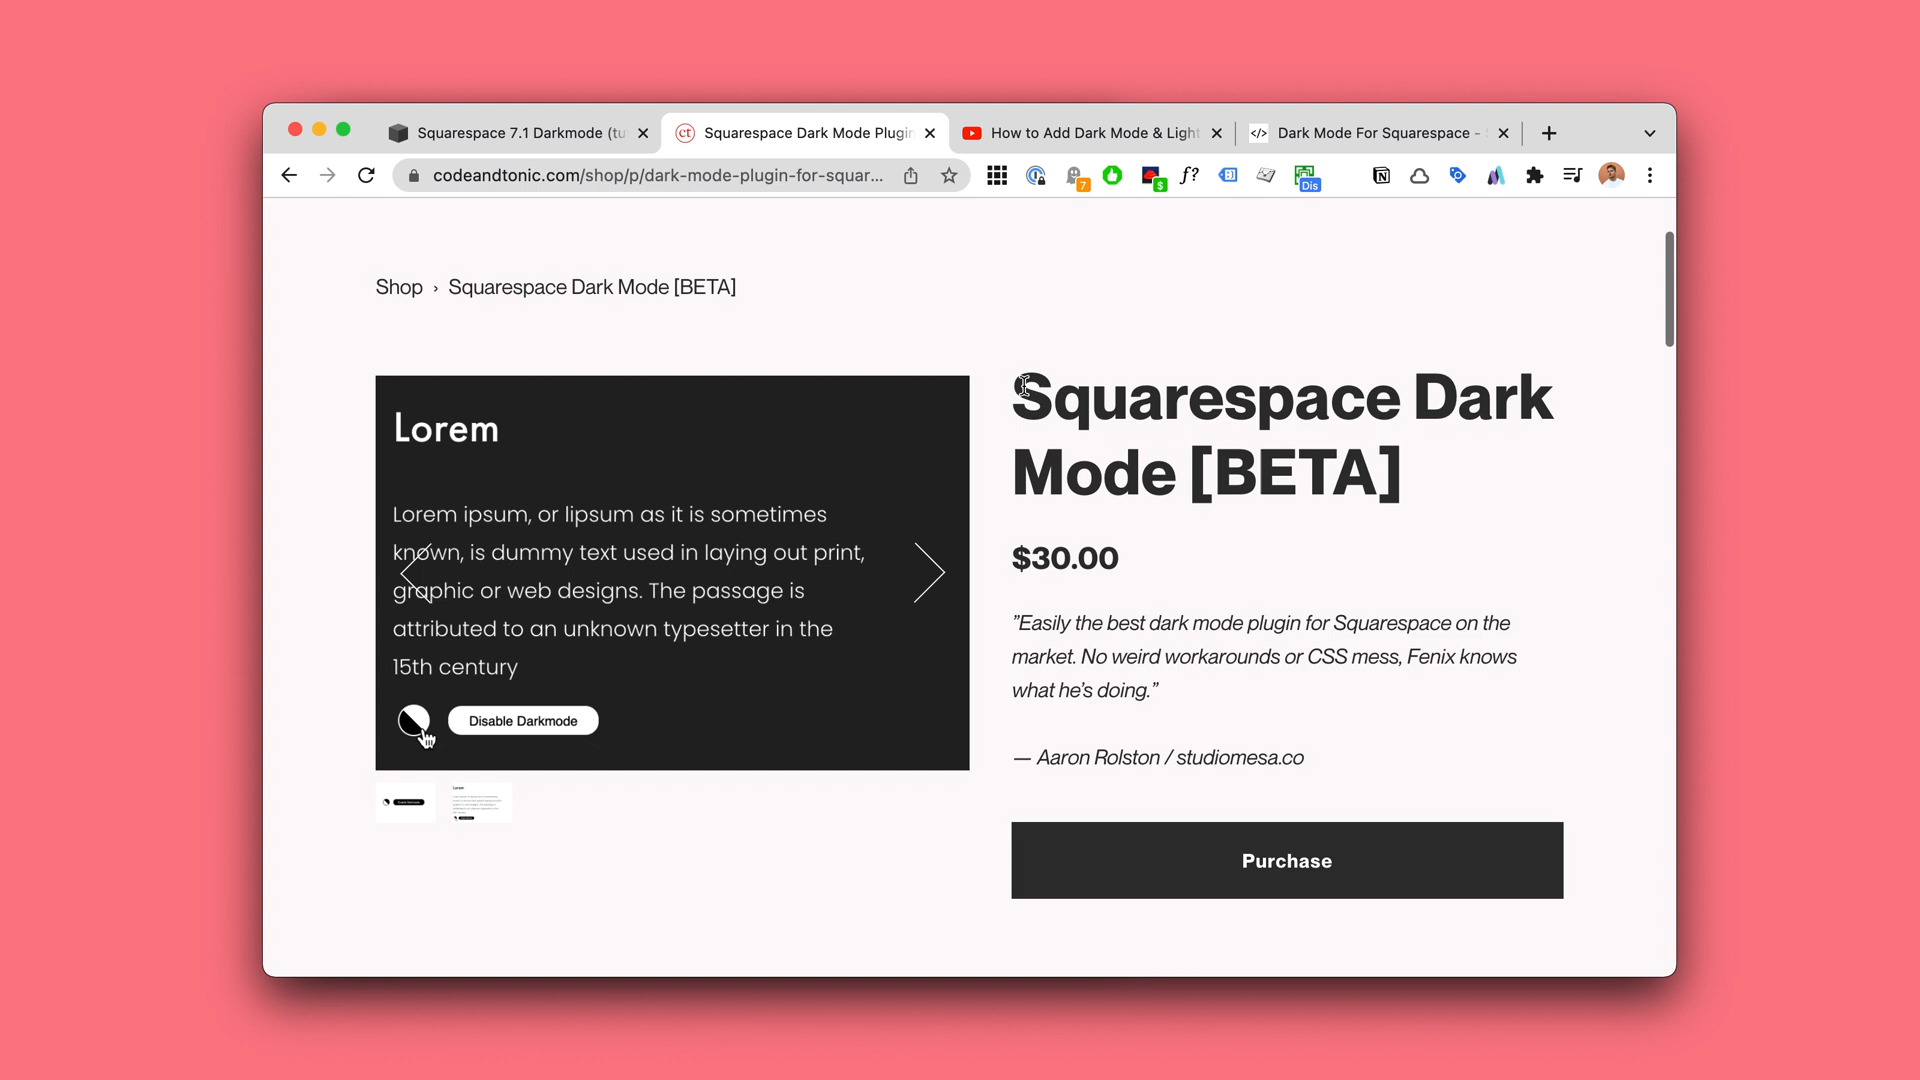 Squarespace 7.1 Darkmode (tu
ct
Squarespace Dark Mode Plugin
How to Add Dark Mode & Light
</>
Dark Mode For Squarespace -
codeandtonic.com/shop/p/dark-mode-plugin-for-squar...
7
$
f?
Dis
Shop › Squarespace Dark Mode [BETA]
Lorem
Lorem ipsum, or lipsum as it is sometimes
known, is dummy text used in laying out print,
graphic or web designs. The passage is
attributed to an unknown typesetter in the
15th century
Disable Darkmode
Squarespace Dark
Mode [BETA]
$30.00
”Easily the best dark mode plugin for Squarespace on the
market. No weird workarounds or CSS mess, Fenix knows
what he’s doing.”
— Aaron Rolston / studiomesa.co
Purchase